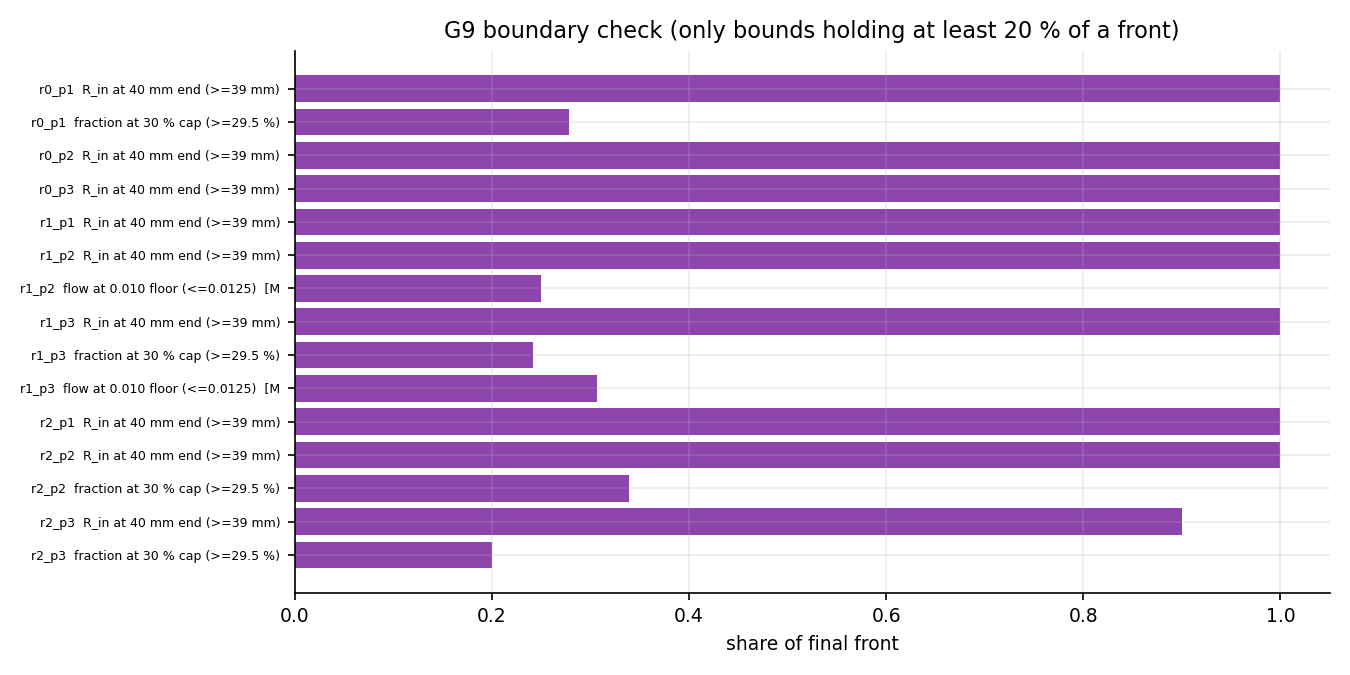 G9 boundary check (only bounds holding at least 20 % of a front)
r0_p1  R_in at 40 mm end (>=39 mm)
r0_p1  fraction at 30 % cap (>=29.5 %)
r0_p2  R_in at 40 mm end (>=39 mm)
r0_p3  R_in at 40 mm end (>=39 mm)
r1_p1  R_in at 40 mm end (>=39 mm)
r1_p2  R_in at 40 mm end (>=39 mm)
r1_p2  flow at 0.010 floor (<=0.0125)  [M
r1_p3  R_in at 40 mm end (>=39 mm)
r1_p3  fraction at 30 % cap (>=29.5 %)
r1_p3  flow at 0.010 floor (<=0.0125)  [M
r2_p1  R_in at 40 mm end (>=39 mm)
r2_p2  R_in at 40 mm end (>=39 mm)
r2_p2  fraction at 30 % cap (>=29.5 %)
r2_p3  R_in at 40 mm end (>=39 mm)
r2_p3  fraction at 30 % cap (>=29.5 %)
0.0 0.2 0.4 0.6 0.8 1.0
share of final front